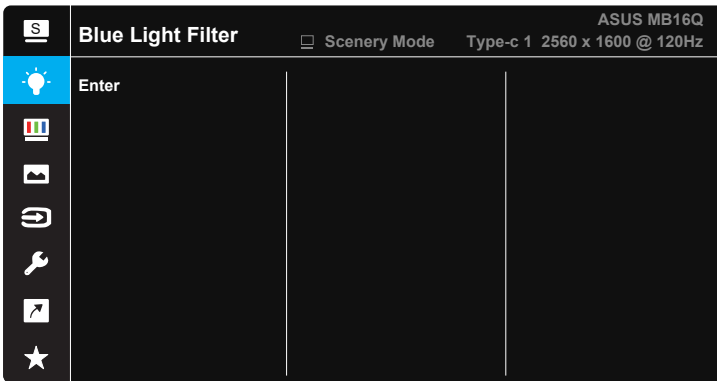 S
ASUS MB16Q
Blue Light Filter
Scenery Mode Type-c 1 2560 x 1600 @ 120Hz
Enter